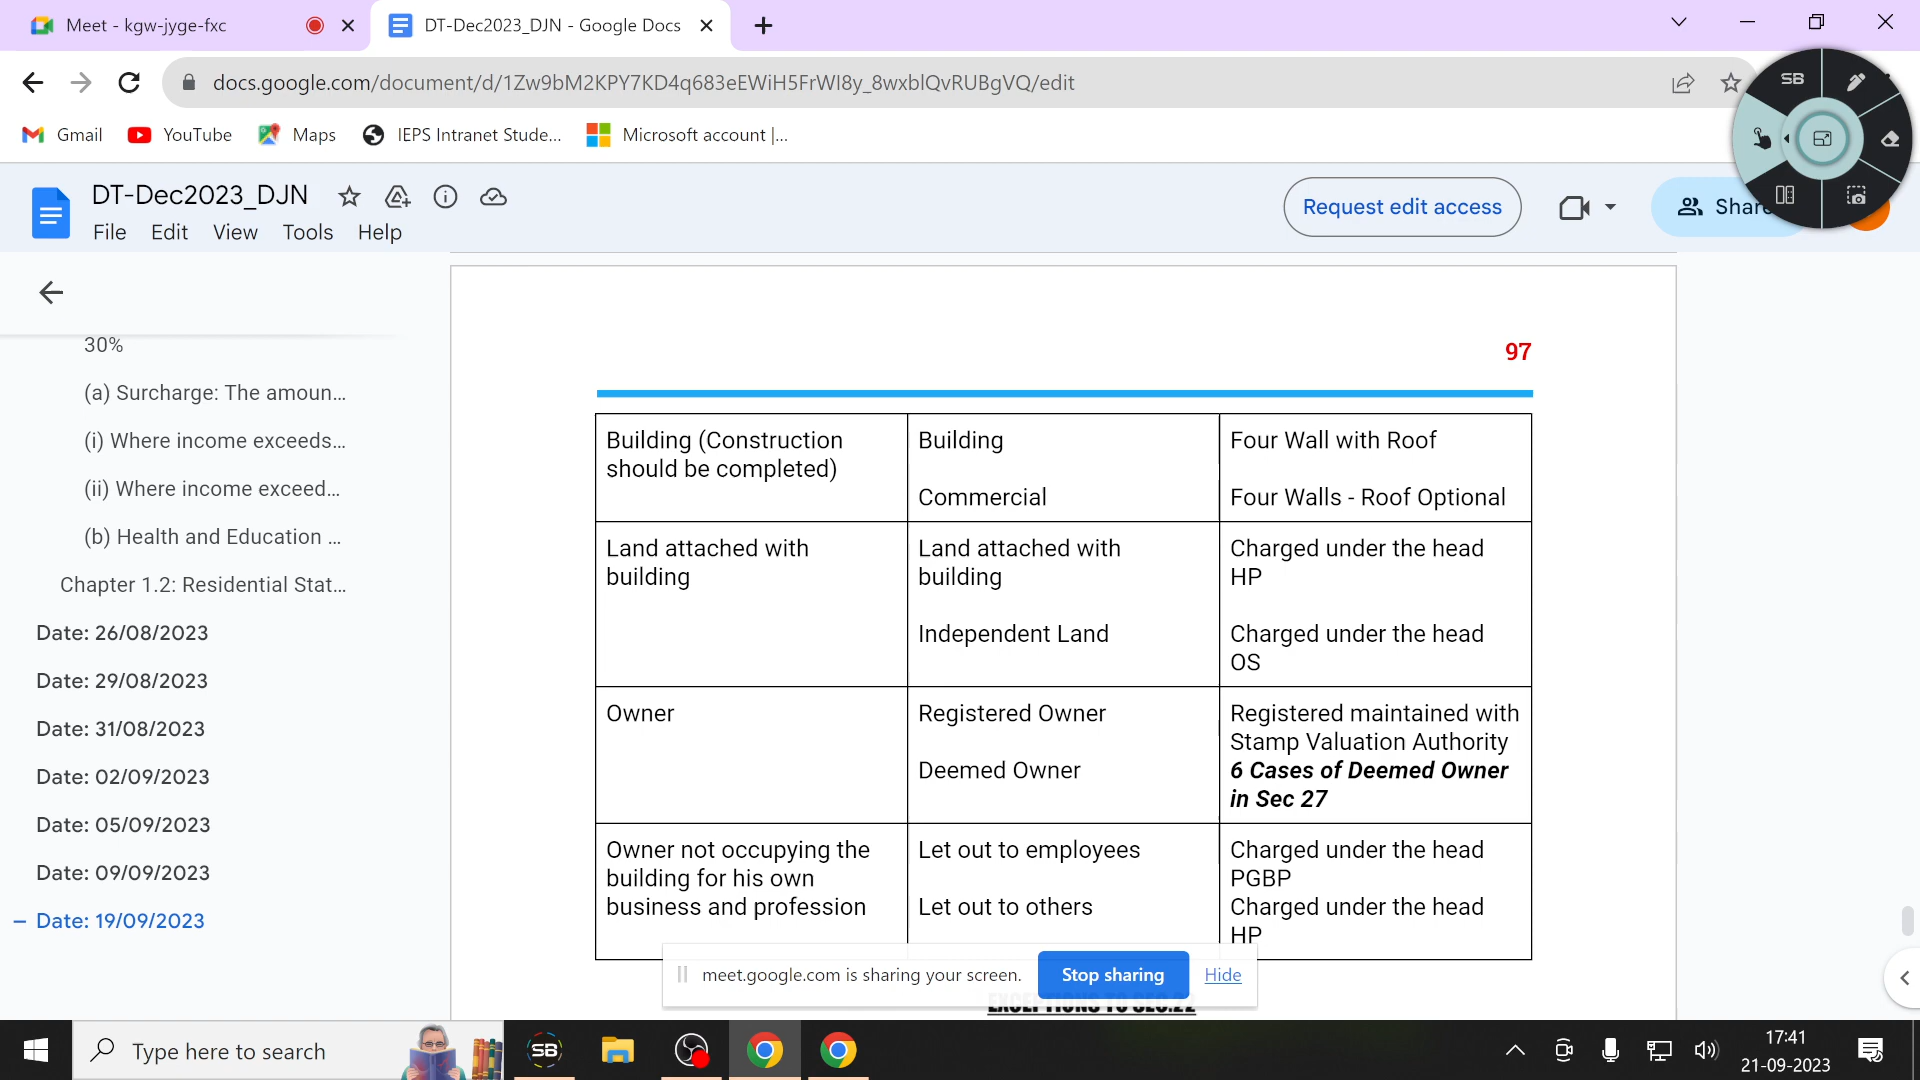 Meet - kgw-jyge-fxc
DT-Dec2023_DJN - Google Docs
docs.google.com/document/d/1Zw9bM2KPY7KD4q683eEWiH5FrWI8y_8wxblQvRUBgVQ/edit
SB
Gmail
YouTube
Maps
IEPS Intranet Stude...
Microsoft account |...
DT-Dec2023_DJN
File Edit View Tools Help
Request edit access
Share
30%
(a) Surcharge: The amoun...
(i) Where income exceeds...
(ii) Where income exceed...
(b) Health and Education ...
Chapter 1.2: Residential Stat...
Date: 26/08/2023
Date: 29/08/2023
Date: 31/08/2023
Date: 02/09/2023
Date: 05/09/2023
Date: 09/09/2023
Date: 19/09/2023
97
Building (Construction
should be completed)
Building
Commercial
Four Wall with Roof
Four Walls - Roof Optional
Land attached with
building
Land attached with
building
Independent Land
Charged under the head
HP
Charged under the head
OS
Owner
Registered Owner
Deemed Owner
Registered maintained with
Stamp Valuation Authority
6 Cases of Deemed Owner
in Sec 27
Owner not occupying the
building for his own
business and profession
Let out to employees
Let out to others
Charged under the head
PGBP
Charged under the head
HP
meet.google.com is sharing your screen.
Stop sharing
Hide
EXCEPTIONS TO SEC.22
Type here to search
SB
17:41
21-09-2023